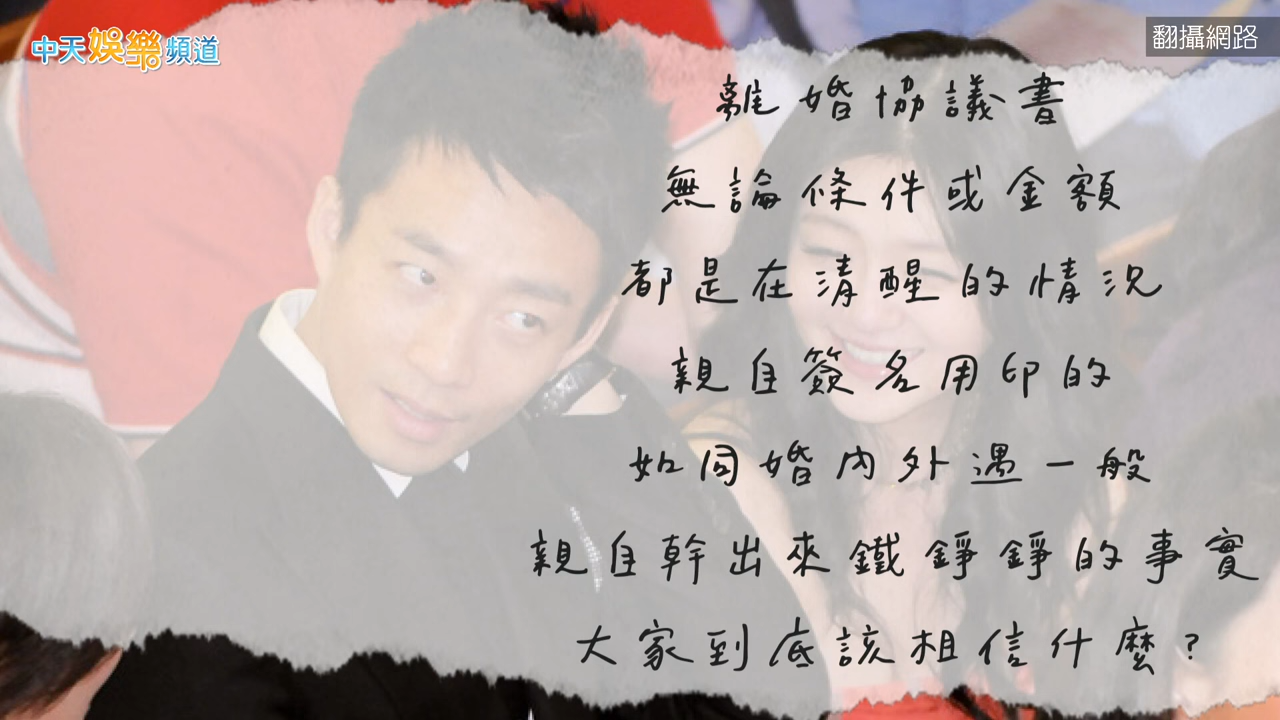 中天娛樂頻道
翻攝網路
離婚協議書
無論條件或金額
都是在清醒的情況
親自簽名用印的
如同婚內外遇一般
親自幹出來鐵錚錚的事實
大家到底該相信什麼?